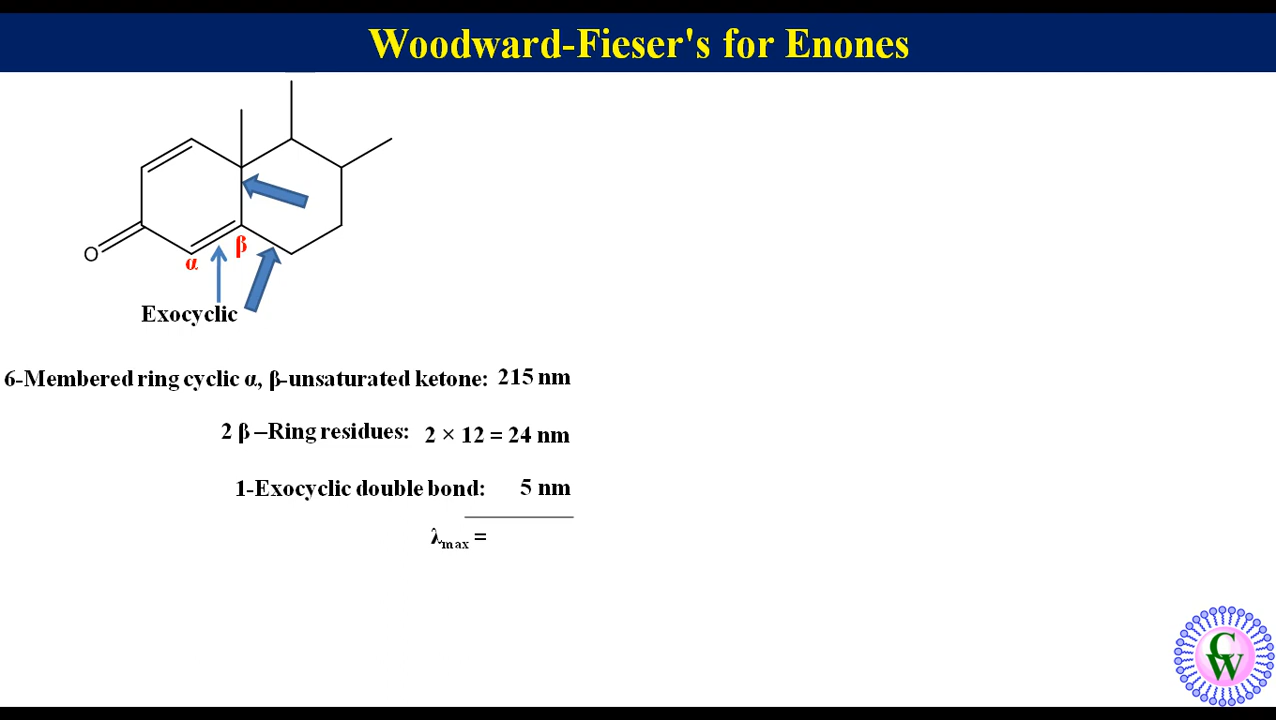 Woodward-Fieser's for Enones
O
α
β
Exocyclic
6-Membered ring cyclic α, β-unsaturated ketone: 215 nm
2 β –Ring residues: 2 × 12 = 24 nm
1-Exocyclic double bond: 5 nm
λmax =
CW